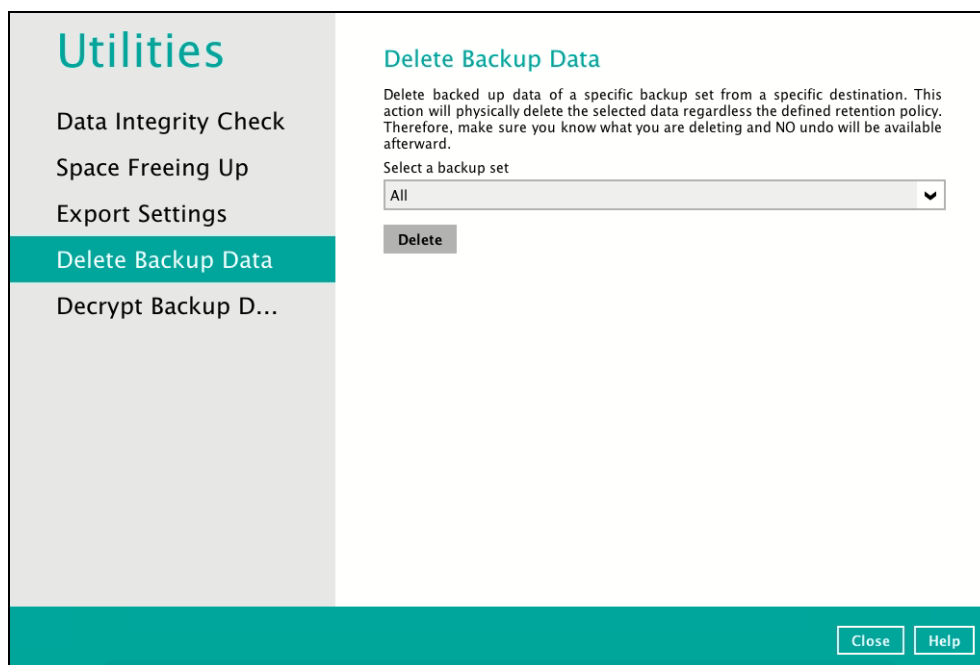 Utilities
Data Integrity Check
Space Freeing Up
Export Settings
Delete Backup Data
Decrypt Backup D...
Delete Backup Data
Delete backed up data of a specific backup set from a specific destination. This
action will physically delete the selected data regardless the defined retention policy.
Therefore, make sure you know what you are deleting and NO undo will be available
afterward.
Select a backup set
All
Delete
Close
Help